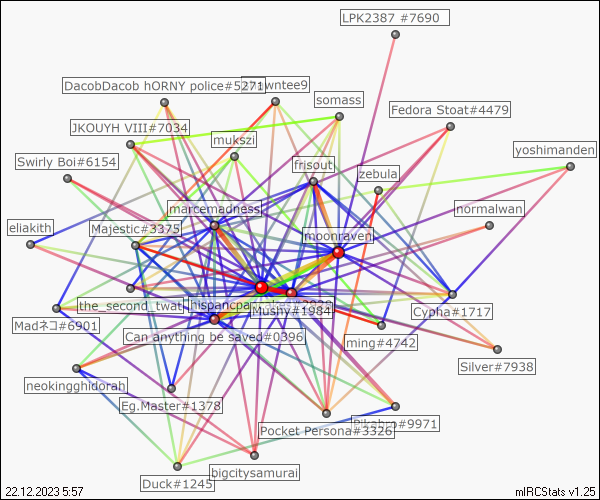 LPK2387 #7690
DacobDacob hORNY police#5271
wntee9
somass
Fedora Stoat#4479
JKOUYH VIII#7034
mukszi
yoshimanden
Swirly Boi#6154
frisout
zebula
marcemadness
normalwan
eliakith
Majestic#3375
moonraven
the_second_twat
hispancpa
Mushy#1984
Cypha#1717
Madネコ#6901
Can anything be saved#0396
ming#4742
Silver#7938
neokingghidorah
Eg.Master#1378
Pocket Persona#3326
#9971
bigcitysamurai
Duck#1245
22.12.2023 5:57
mIRCStats v1.25